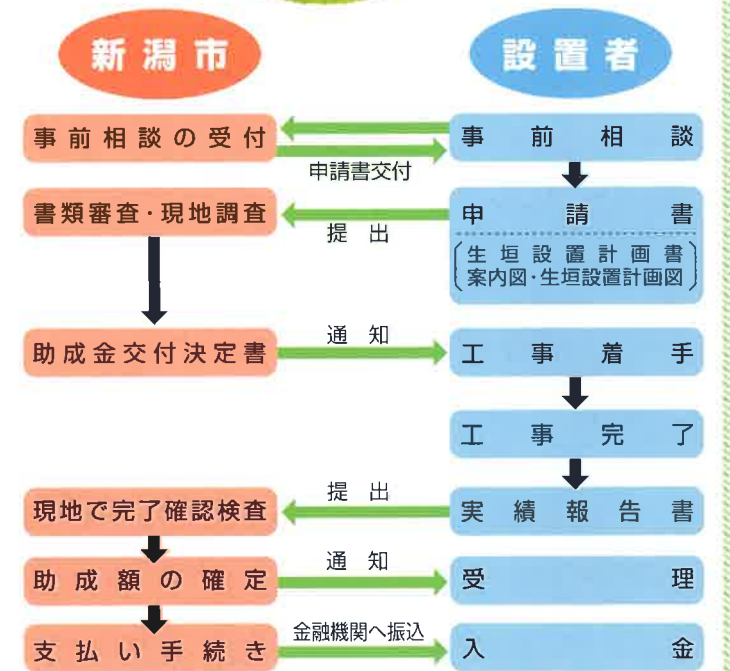 新潟市
設置者
事前相談の受付
事前相談
申請書交付
書類審査・現地調査
提出
申請書
生垣設置計画書
案内図・生垣設置計画図
助成金交付決定書
通知
工事着手
工事完了
現地で完了確認検査
提出
実績報告書
助成額の確定
通知
受理
支払い手続き
金融機関へ振込
入金